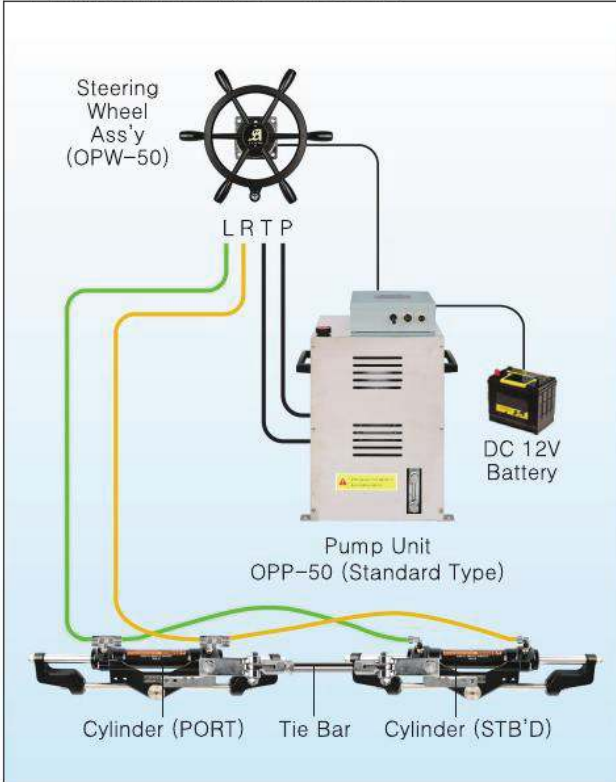 Steering
Wheel
Ass'y
(OPW-50)
L R T P
DC 12V
Battery
Pump Unit
OPP-50 (Standard Type)
Cylinder (PORT)
Tie Bar
Cylinder (STB'D)